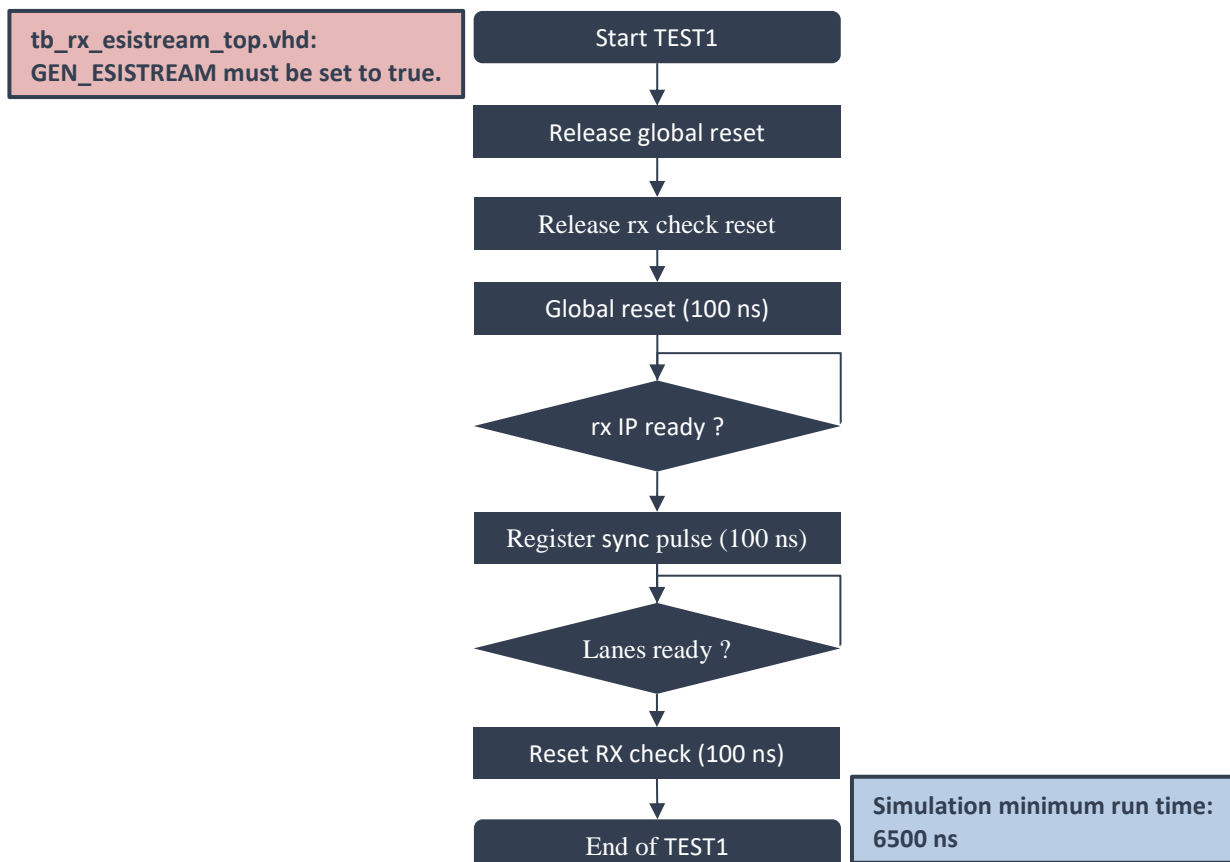 tb_rx_esistream_top.vhd:
GEN_ESISTREAM must be set to true.
Start TEST1
Release global reset
Release rx check reset
Global reset (100 ns)
rx IP ready ?
Register sync pulse (100 ns)
Lanes ready ?
Reset RX check (100 ns)
Simulation minimum run time:
6500 ns
End of TEST1